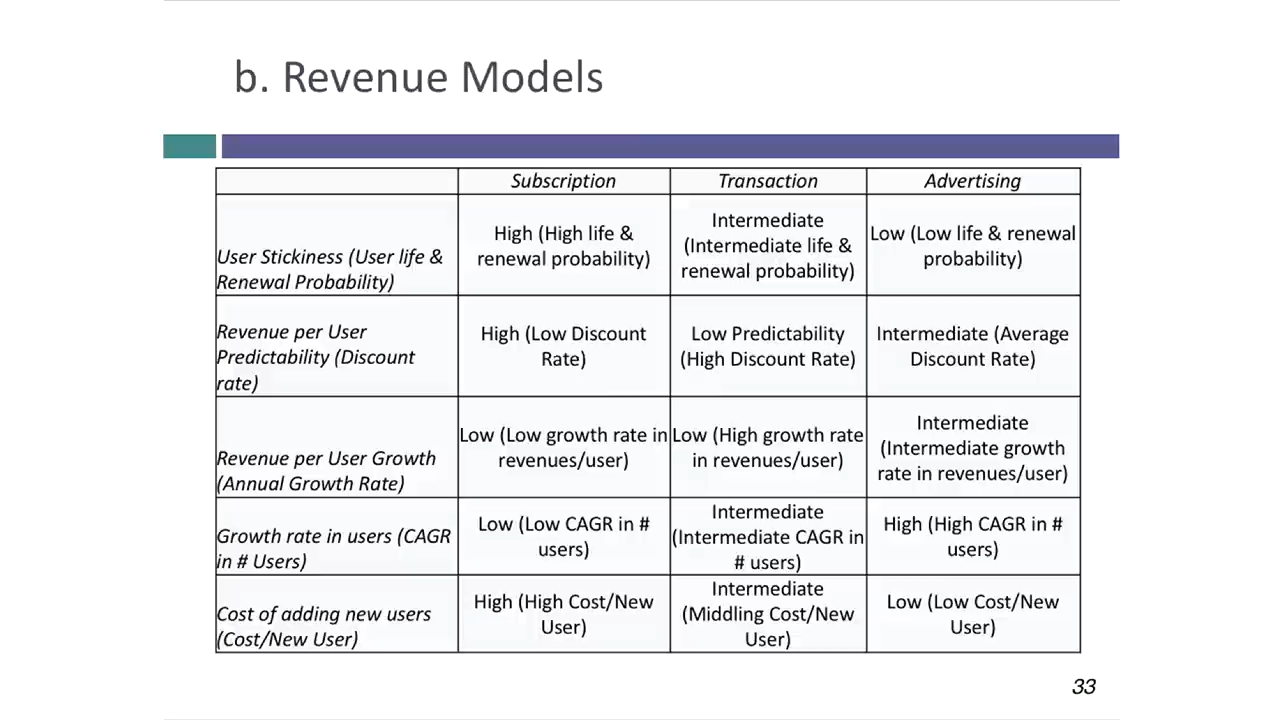 b. Revenue Models
Subscription
Transaction
Advertising
User Stickiness (User life &
Renewal Probability)
High (High life &
renewal probability)
Intermediate
(Intermediate life &
renewal probability)
Low (Low life & renewal
probability)
Revenue per User
Predictability (Discount
rate)
High (Low Discount
Rate)
Low Predictability
(High Discount Rate)
Intermediate (Average
Discount Rate)
Revenue per User Growth
(Annual Growth Rate)
Low (Low growth rate in
revenues/user)
Low (High growth rate
in revenues/user)
Intermediate
(Intermediate growth
rate in revenues/user)
Growth rate in users (CAGR
in # Users)
Low (Low CAGR in #
users)
Intermediate
(Intermediate CAGR in
# users)
High (High CAGR in #
users)
Cost of adding new users
(Cost/New User)
High (High Cost/New
User)
Intermediate
(Middling Cost/New
User)
Low (Low Cost/New
User)
33